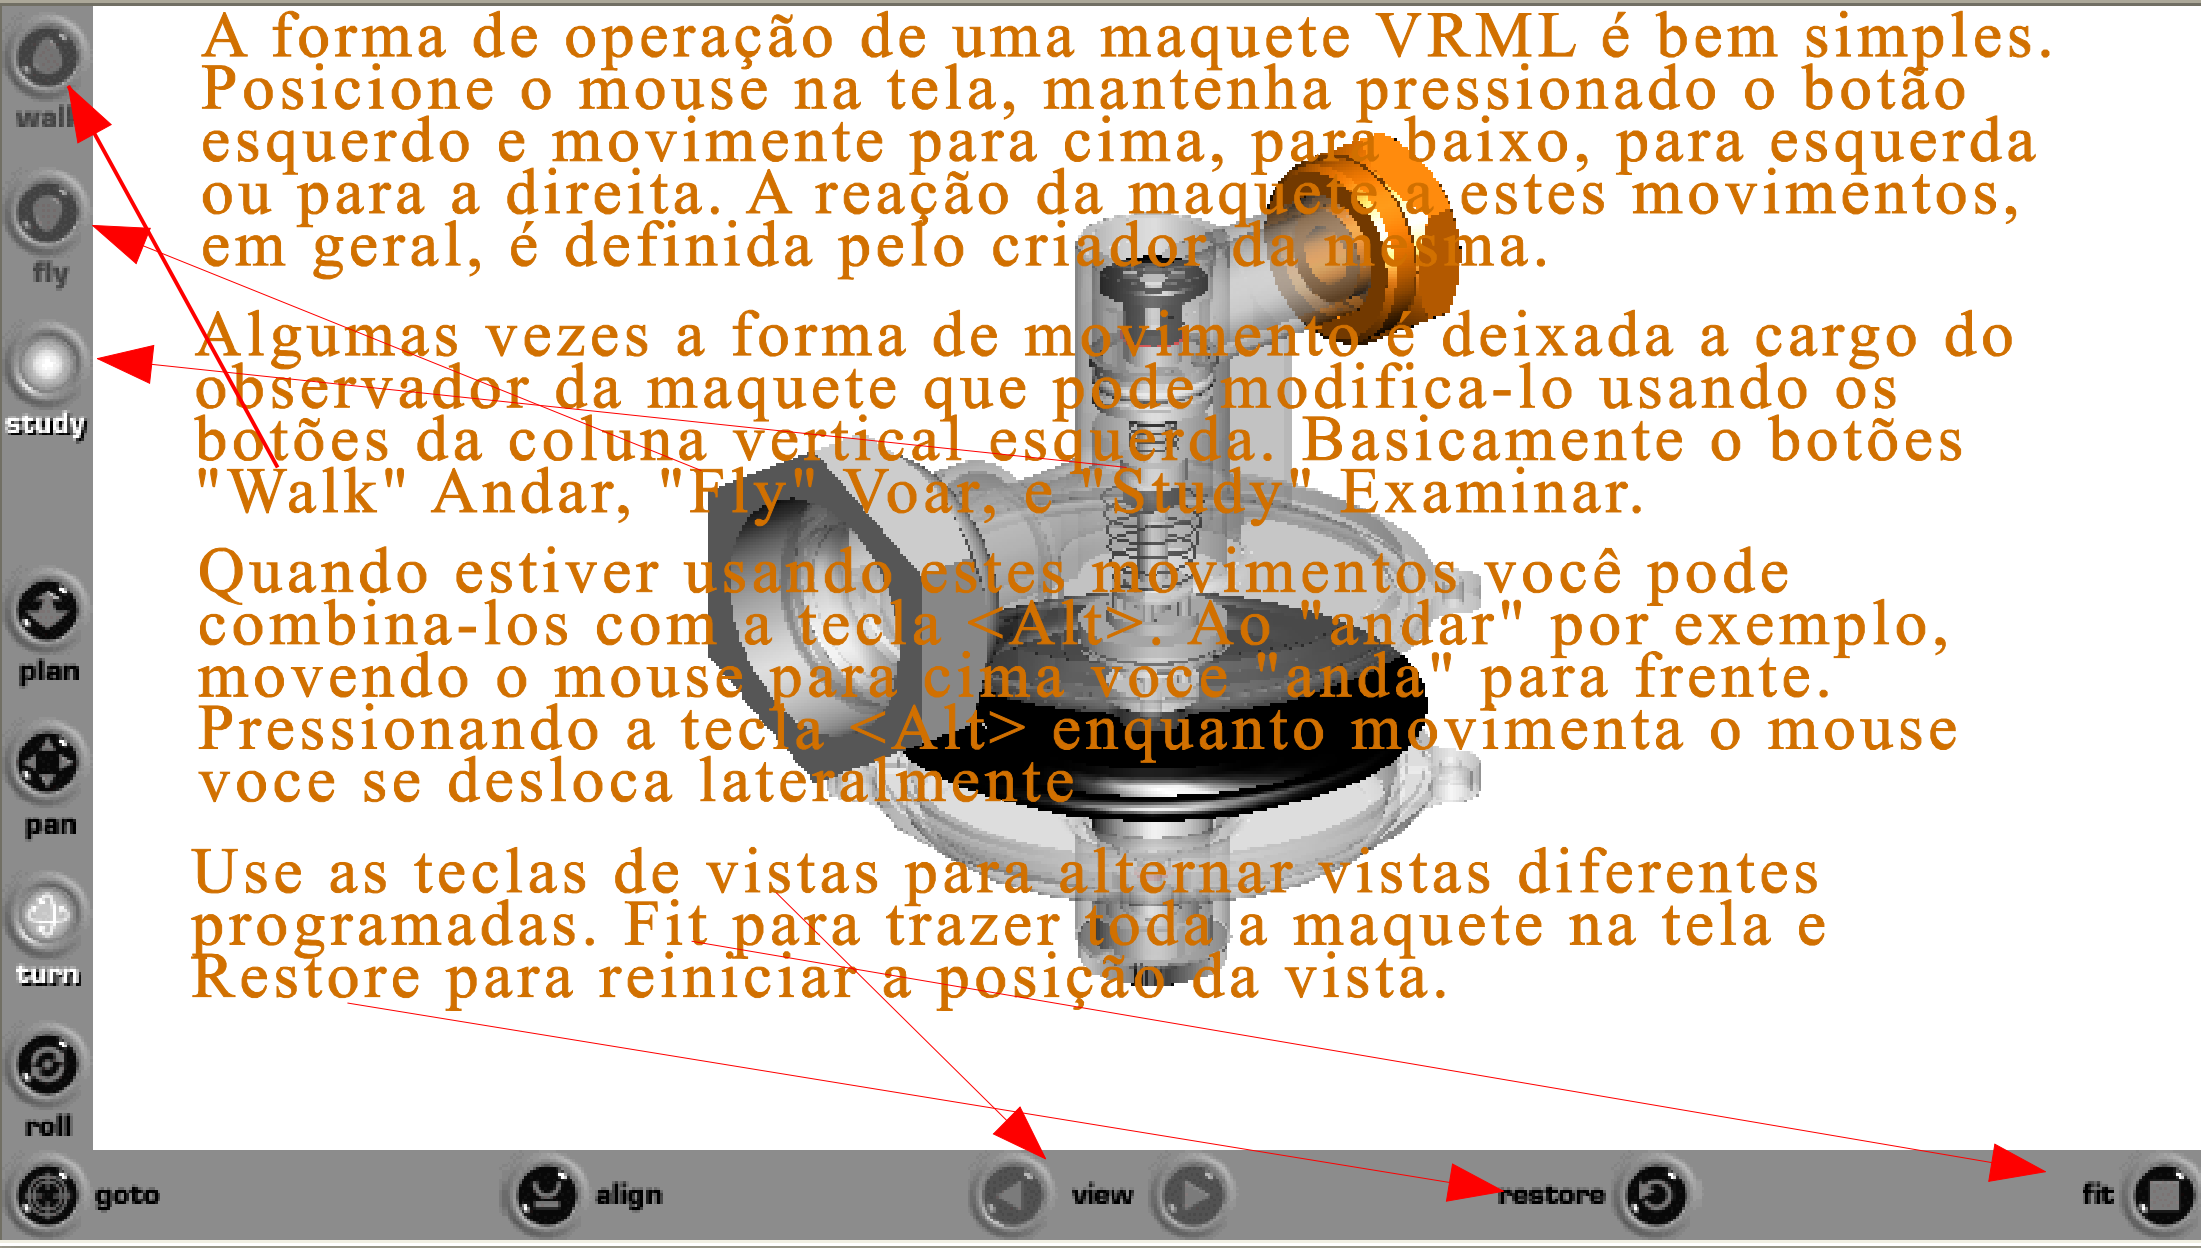 A forma de operação de uma maquete VRML é bem simples.
Posicione o mouse na tela, mantenha pressionado o botão
esquerdo e movimente para cima, para baixo, para esquerda
ou para a direita. A reação da maquete a estes movimentos,
em geral, é definida pelo criador da mesma.
Algumas vezes a forma de movimento é deixada a cargo do
observador da maquete que pode modifica-lo usando os
botões da coluna vertical esquerda. Basicamente o botões
"Walk" Andar, "Fly" Voar, e "Study" Examinar.
Quando estiver usando estes movimentos você pode
combina-los com a tecla <Alt>. Ao "andar" por exemplo,
movendo o mouse para cima voce "anda" para frente.
Pressionando a tecla <Alt> enquanto movimenta o mouse
voce se desloca lateralmente
Use as teclas de vistas para alternar vistas diferentes
programadas. Fit para trazer toda a maquete na tela e
Restore para reiniciar a posição da vista.
walk
fly
study
plan
pan
turn
roll
goto
align
view
restore
fit